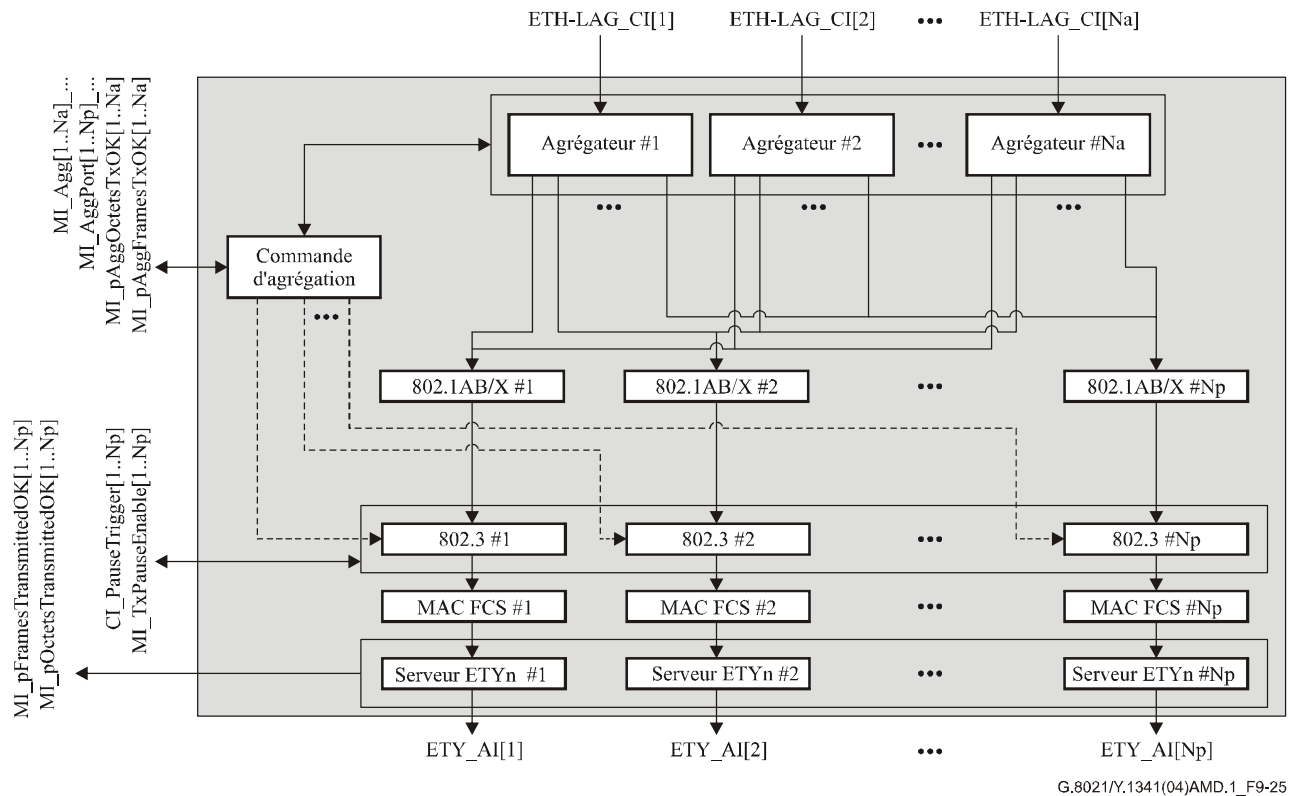 ETH-LAG_CI[1] ETH-LAG_CI[2] ••• ETH-LAG_CI[Na]
MI_Agg[1..Na]_...
MI_AggPort[1..Np]_...
MI_pAggOctetsTxOK[1..Na]
MI_pAggFramesTxOK[1..Na]
Agrégateur #1 Agrégateur #2 ••• Agrégateur #Na
••• ••• •••
Commande
d'agrégation
•••
802.1AB/X #1 802.1AB/X #2 ••• 802.1AB/X #Np
MI_pFramesTransmittedOK[1..Np]
MI_pOctetsTransmittedOK[1..Np]
CI_PauseTrigger[1..Np]
MI_TxPauseEnable[1..Np]
802.3 #1 802.3 #2 ••• 802.3 #Np
MAC FCS #1 MAC FCS #2 ••• MAC FCS #Np
Serveur ETYn #1 Serveur ETYn #2 ••• Serveur ETYn #Np
ETY_AI[1] ETY_AI[2] ••• ETY_AI[Np]
G.8021/Y.1341(04)AMD.1_F9-25